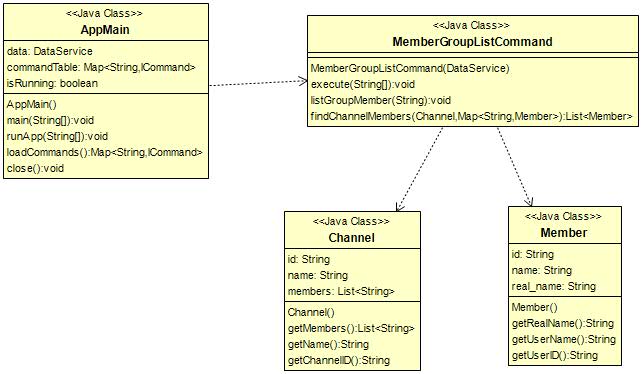 <<Java Class>>
AppMain
data: DataService
commandTable: Map<String,ICommand>
isRunning: boolean
AppMain()
main(String[]):void
runApp(String[]):void
loadCommands():Map<String,ICommand>
close():void
<<Java Class>>
MemberGroupListCommand
MemberGroupListCommand(DataService)
execute(String[]):void
listGroupMember(String):void
findChannelMembers(Channel,Map<String,Member>):List<Member>
<<Java Class>>
Channel
id: String
name: String
members: List<String>
Channel()
getMembers():List<String>
getName():String
getChannelID():String
<<Java Class>>
Member
id: String
name: String
real_name: String
Member()
getRealName():String
getUserName():String
getUserID():String